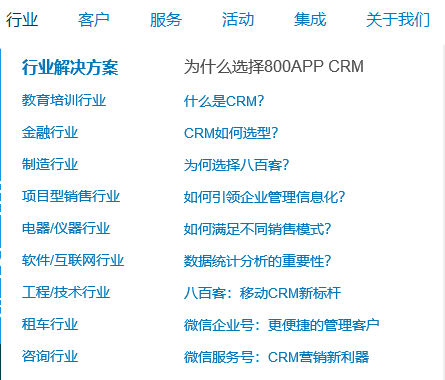 行业 客户 服务 活动 集成 关于我们
行业解决方案 为什么选择800APP CRM
教育培训行业 什么是CRM?
金融行业 CRM如何选型?
制造行业 为何选择八百客?
项目型销售行业 如何引领企业管理信息化?
电器/仪器行业 如何满足不同销售模式?
软件/互联网行业 数据统计分析的重要性?
工程/技术行业 八百客：移动CRM新标杆
租车行业 微信企业号：更便捷的管理客户
咨询行业 微信服务号：CRM营销新利器